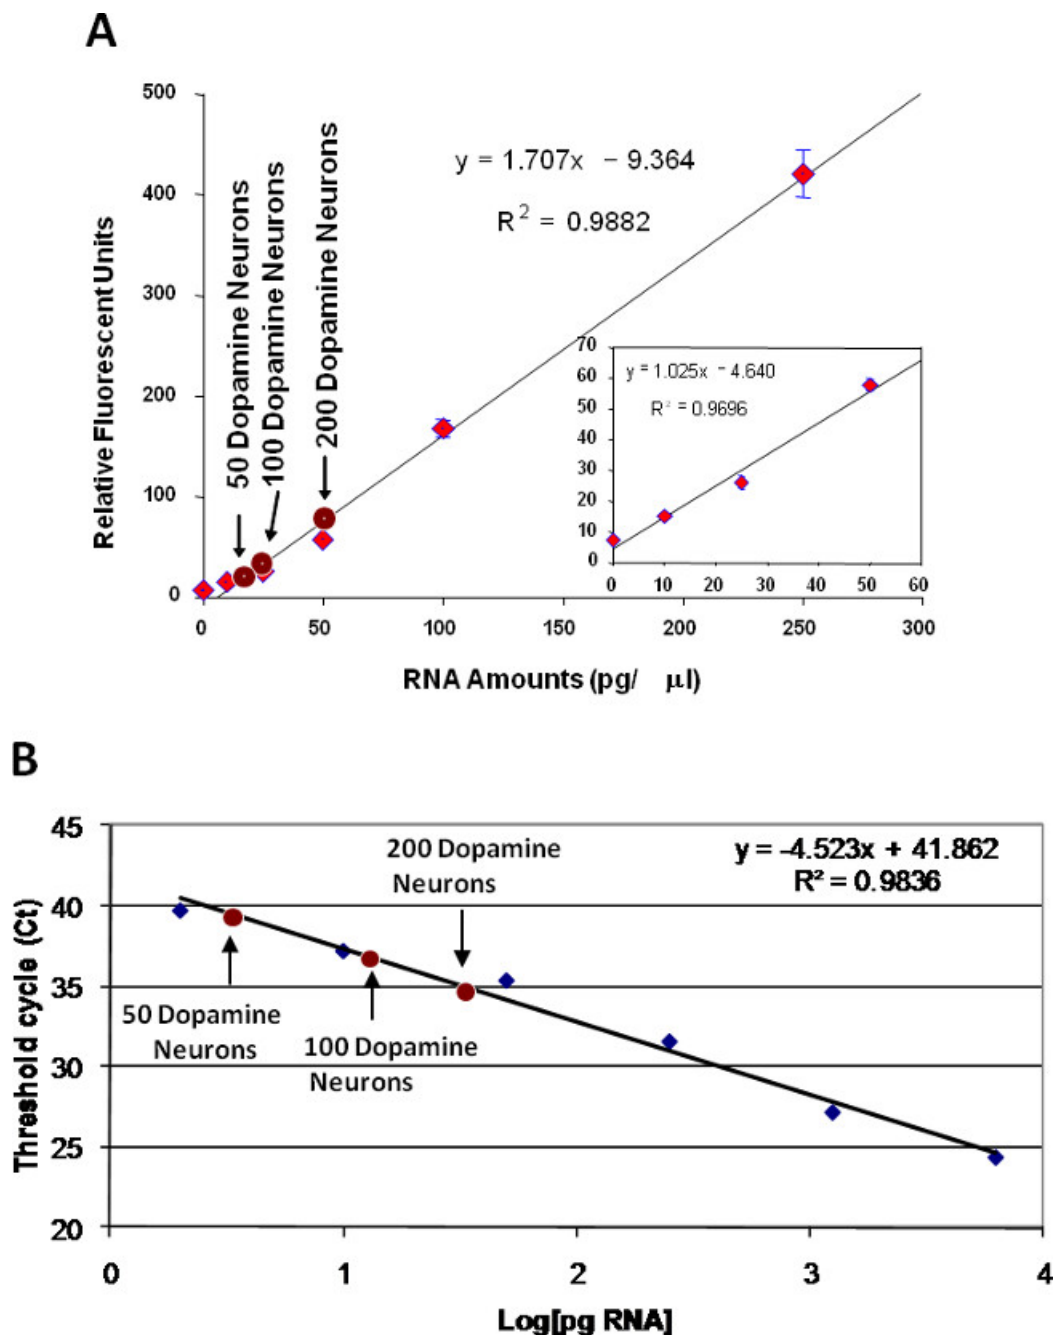 A
500
400
300
200
100
0
Relative Fluorescent Units
50 Dopamine Neurons
100 Dopamine Neurons
200 Dopamine Neurons
y = 1.707x − 9.364
R² = 0.9882
70
60
50
40
30
20
10
0
y = 1.025x − 4.640
R² = 0.9696
0 10 20 30 40 50 60
0 50 100 150 200 250 300
RNA Amounts (pg/ μl)
B
45
40
35
30
25
20
Threshold cycle (Ct)
200 Dopamine
Neurons
y = -4.523x + 41.862
R² = 0.9836
50 Dopamine
Neurons
100 Dopamine
Neurons
0 1 2 3 4
Log[pg RNA]